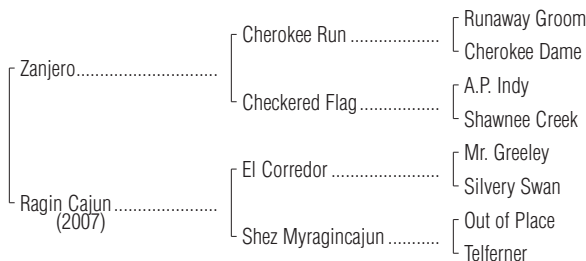 Runaway Groom
Cherokee Run ..................
Cherokee Dame
Zanjero.............................
A.P. Indy
Checkered Flag ................
Shawnee Creek
Mr. Greeley
El Corredor ......................
Silvery Swan
Ragin Cajun .....................
(2007)
Out of Place
Shez Myragincajun ...........
Telferner